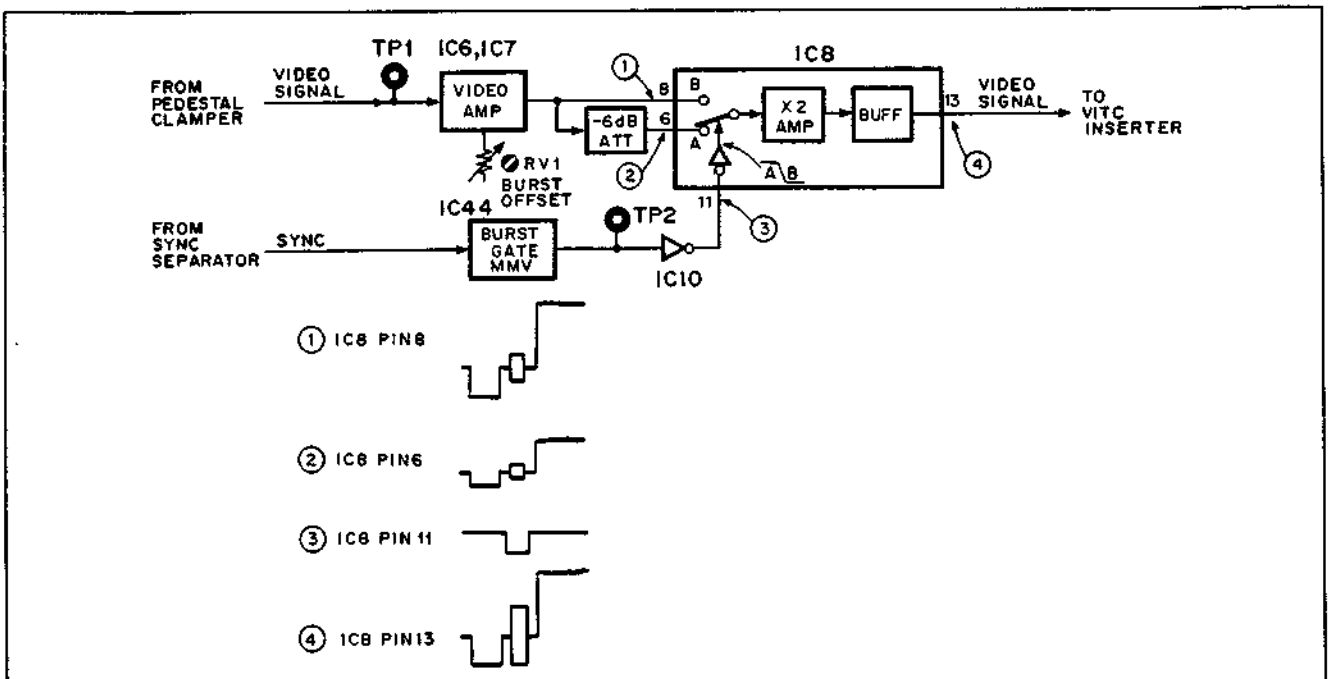 TP1
IC6,IC7
IC8
FROM
PEDESTAL
CLAMPER
VIDEO
SIGNAL
VIDEO
AMP
-6dB
ATT
RV1
BURST
OFFSET
①
8
B
6
A
②
X2
AMP
BUFF
A\B
11
③
13
VIDEO
SIGNAL
④
TO
VITC
INSERTER
FROM
SYNC
SEPARATOR
SYNC
IC44
BURST
GATE
MMV
TP2
IC10
① IC8 PIN8
② IC8 PIN6
③ IC8 PIN11
④ IC8 PIN13